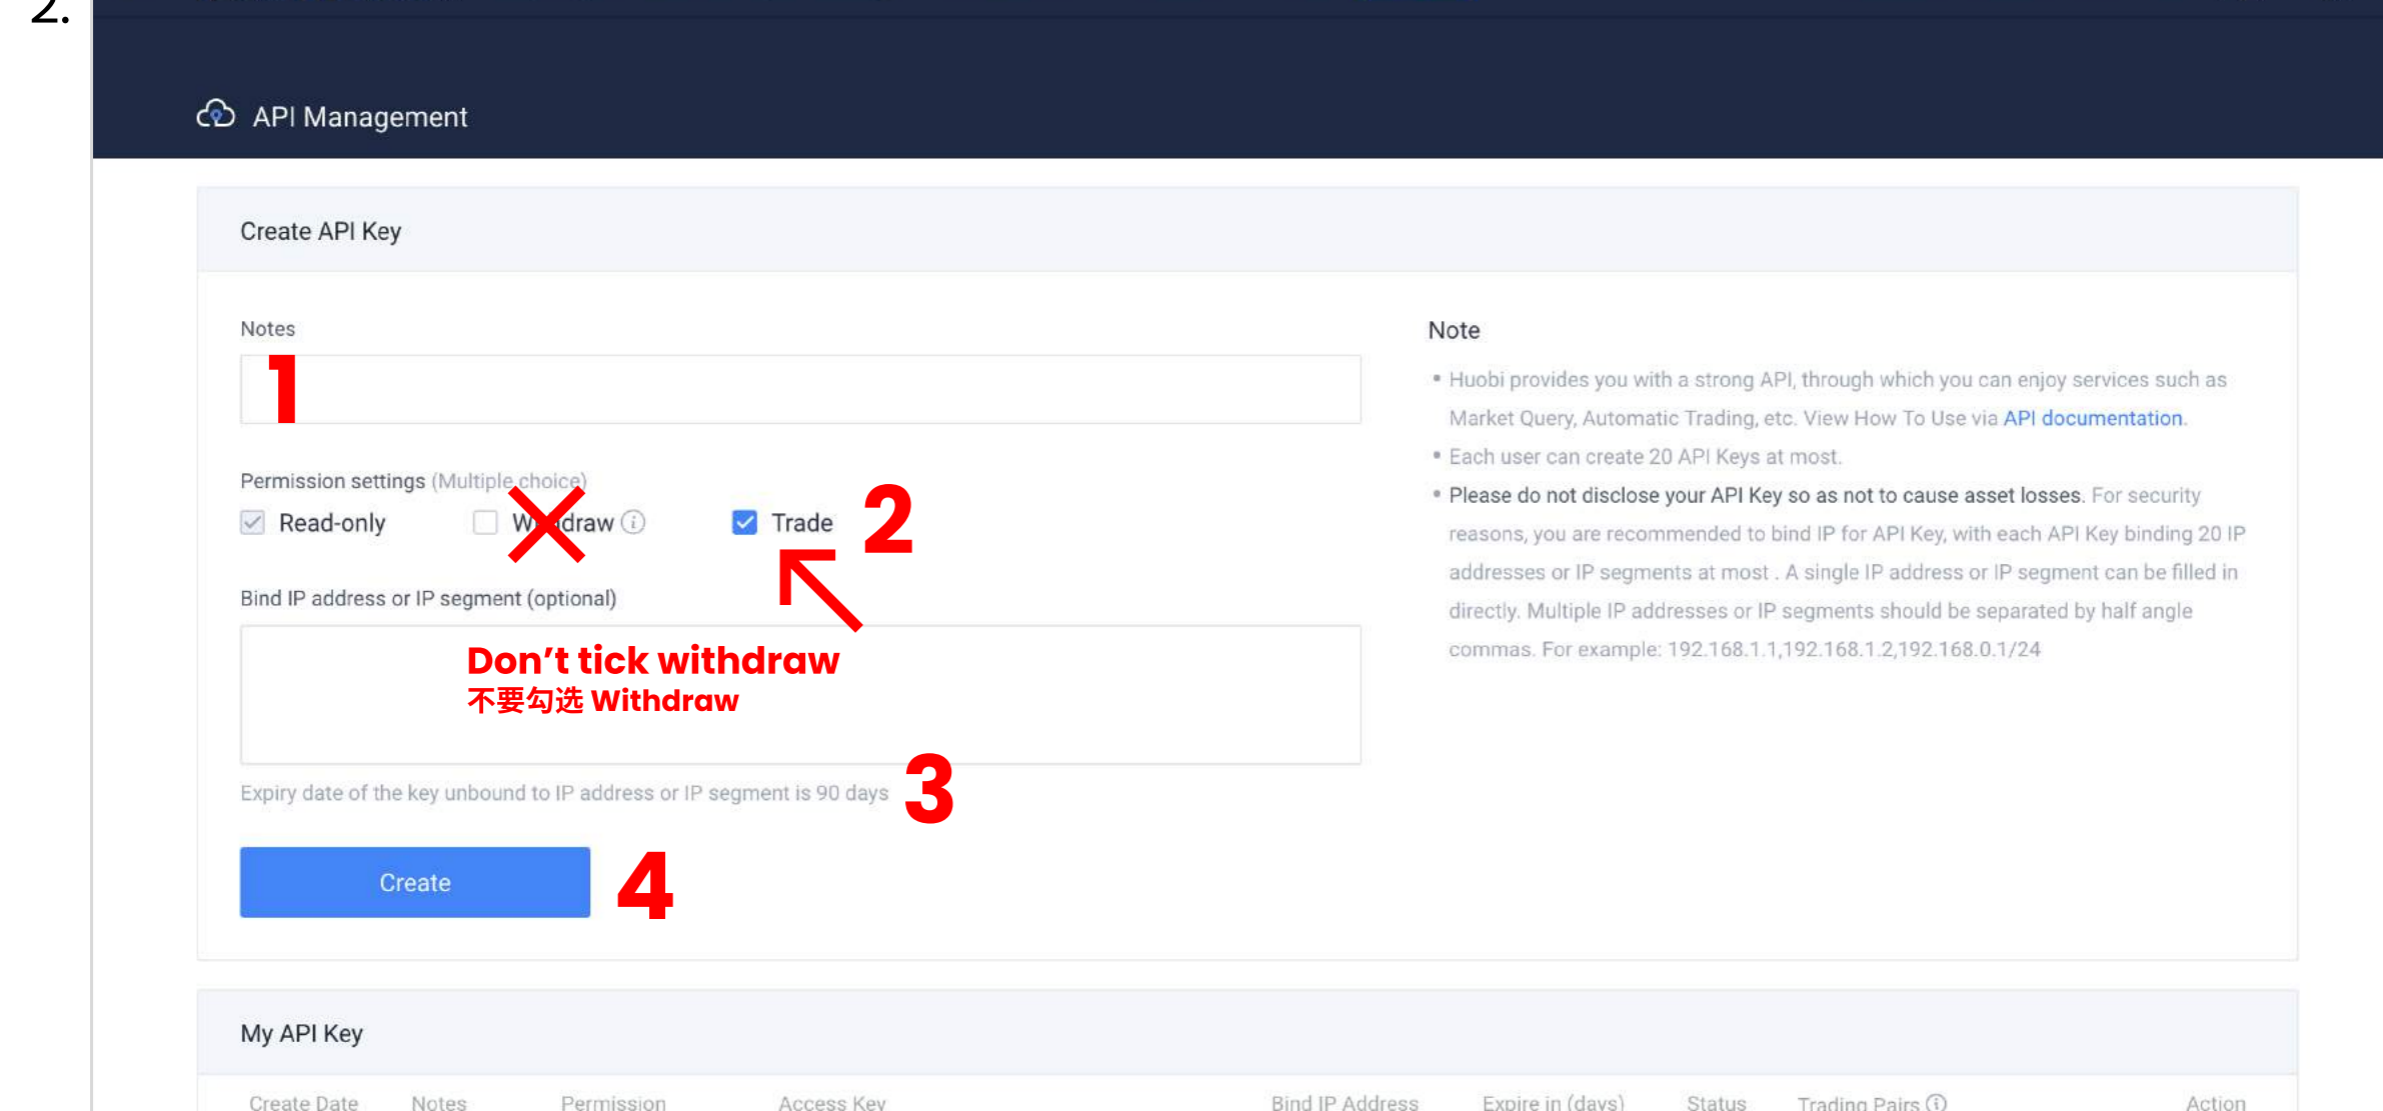 2.
API Management
Create API Key
Notes
1
Permission settings (Multiple choice)
Read-only
Withdraw
Trade
2
Bind IP address or IP segment (optional)
Don't tick withdraw
不要勾选 Withdraw
Expiry date of the key unbound to IP address or IP segment is 90 days
3
Create
4
Note
• Huobi provides you with a strong API, through which you can enjoy services such as
Market Query, Automatic Trading, etc. View How To Use via API documentation.
• Each user can create 20 API Keys at most.
• Please do not disclose your API Key so as not to cause asset losses. For security
reasons, you are recommended to bind IP for API Key, with each API Key binding 20 IP
addresses or IP segments at most . A single IP address or IP segment can be filled in
directly. Multiple IP addresses or IP segments should be separated by half angle
commas. For example: 192.168.1.1,192.168.1.2,192.168.0.1/24
My API Key
Create Date Notes Permission Access Key Bind IP Address Expire in (days) Status Trading Pairs Action